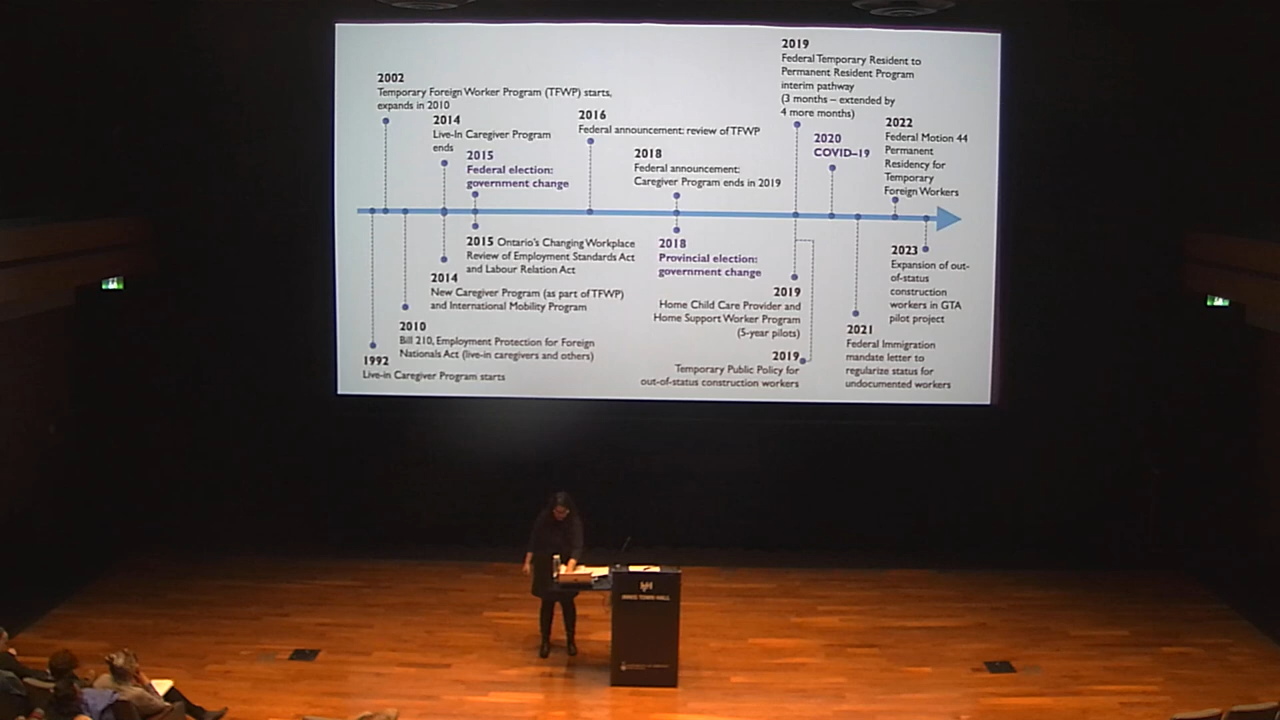 2002
Temporary Foreign Worker Program (TFWP) starts,
expands in 2010
2014
Live-In Caregiver Program
ends
2015
Federal election:
government change
2016
Federal announcement: review of TFWP
2018
Federal announcement:
Caregiver Program ends in 2019
2019
Federal Temporary Resident to
Permanent Resident Program
interim pathway
(3 months – extended by
4 more months)
2020
COVID–19
2022
Federal Motion 44
Permanent
Residency for
Temporary
Foreign Workers
1992
Live-in Caregiver Program starts
2010
Bill 210, Employment Protection for Foreign
Nationals Act (live-in caregivers and others)
2014
New Caregiver Program (as part of TFWP)
and International Mobility Program
2015 Ontario's Changing Workplace
Review of Employment Standards Act
and Labour Relation Act
2018
Provincial election:
government change
2019
Home Child Care Provider and
Home Support Worker Program
(5-year pilots)
2019
Temporary Public Policy for
out-of-status construction workers
2021
Federal Immigration
mandate letter to
regularize status for
undocumented workers
2023
Expansion of out-
of-status
construction
workers in GTA
pilot project
INNIS TOWN HALL